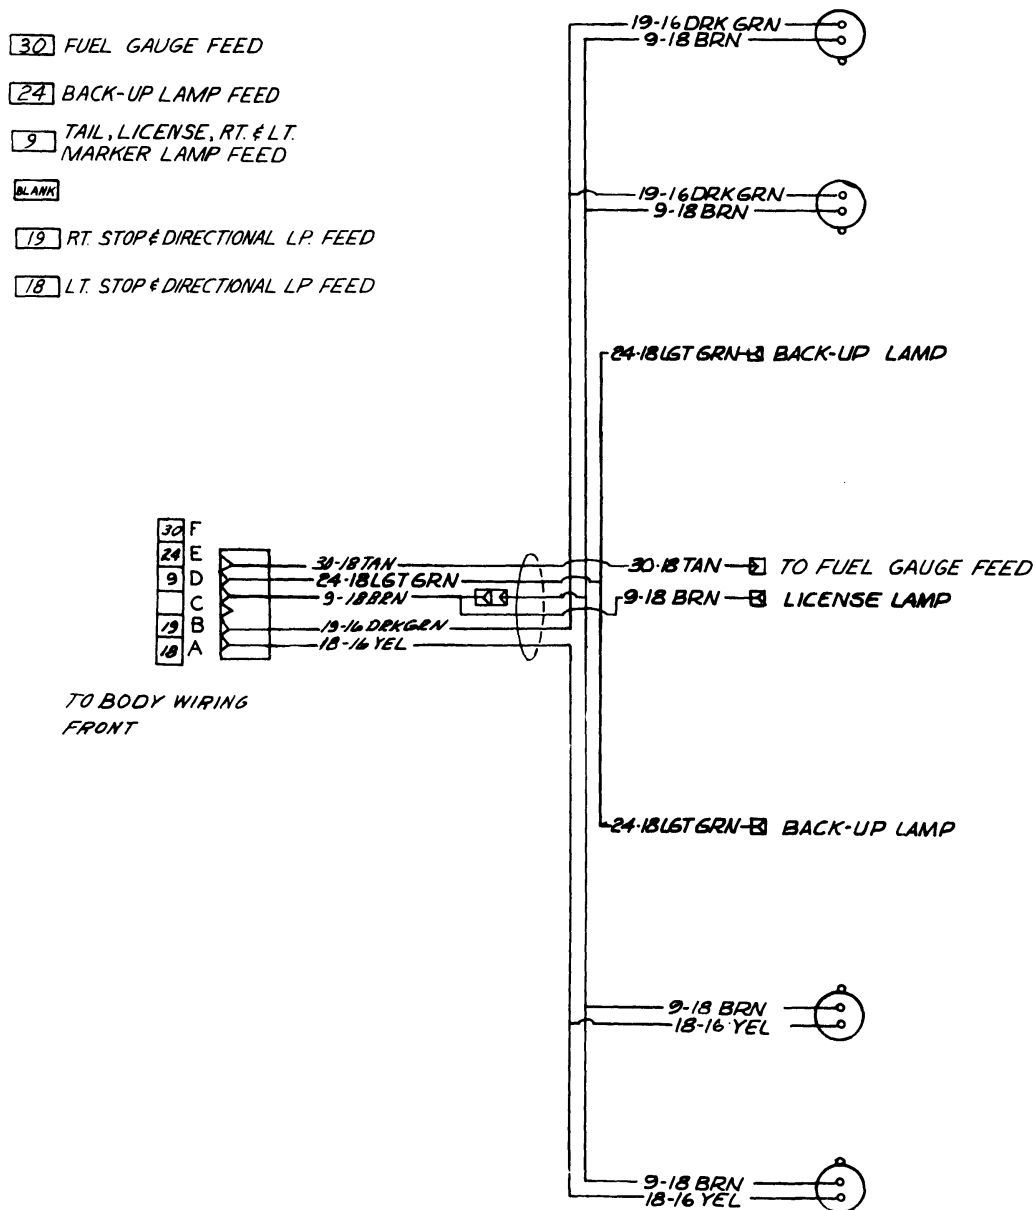 30 FUEL GAUGE FEED
24 BACK-UP LAMP FEED
9 TAIL, LICENSE, RT. & LT.
MARKER LAMP FEED
BLANK
19 RT. STOP & DIRECTIONAL LP. FEED
18 LT. STOP & DIRECTIONAL LP FEED
19-16 DRK GRN
9-18 BRN
19-16 DRK GRN
9-18 BRN
24-18 LGT GRN BACK-UP LAMP
30 F
24 E
9 D
C
19 B
18 A
TO BODY WIRING
FRONT
30-18 TAN
24-18 LGT GRN
9-18 BRN
19-16 DRK GRN
18-16 YEL
30-18 TAN TO FUEL GAUGE FEED
9-18 BRN LICENSE LAMP
24-18 LGT GRN BACK-UP LAMP
9-18 BRN
18-16 YEL
9-18 BRN
18-16 YEL